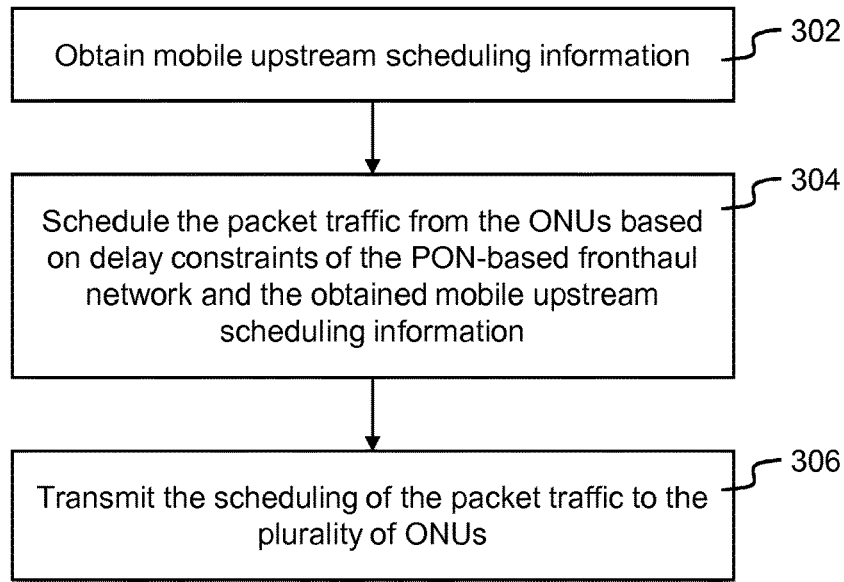 Obtain mobile upstream scheduling information
302
Schedule the packet traffic from the ONUs based
on delay constraints of the PON-based fronthaul
network and the obtained mobile upstream
scheduling information
304
Transmit the scheduling of the packet traffic to the
plurality of ONUs
306